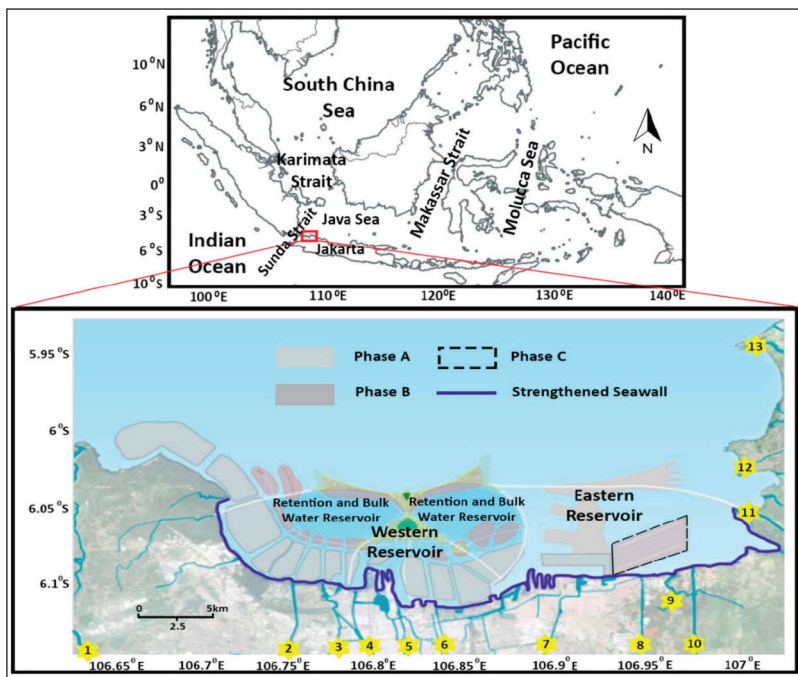 Pacific
Ocean
South China
Sea
Karimata
Strait
Makassar Strait
Molucca Sea
Java Sea
Sunda Strait
Jakarta
Indian
Ocean
N
10°N
6°N
3°N
0°
3°S
6°S
10°S
100°E
110°E
120°E
130°E
140°E
Phase A
Phase B
Phase C
Strengthened Seawall
5.95°S
6°S
6.05°S
6.1°S
Retention and Bulk
Water Reservoir
Retention and Bulk
Water Reservoir
Western
Reservoir
Eastern
Reservoir
0
5km
2.5
13
12
11
9
1
2
3
4
5
6
7
8
10
106.65°E
106.7°E
106.75°E
106.8°E
106.85°E
106.9°E
106.95°E
107°E